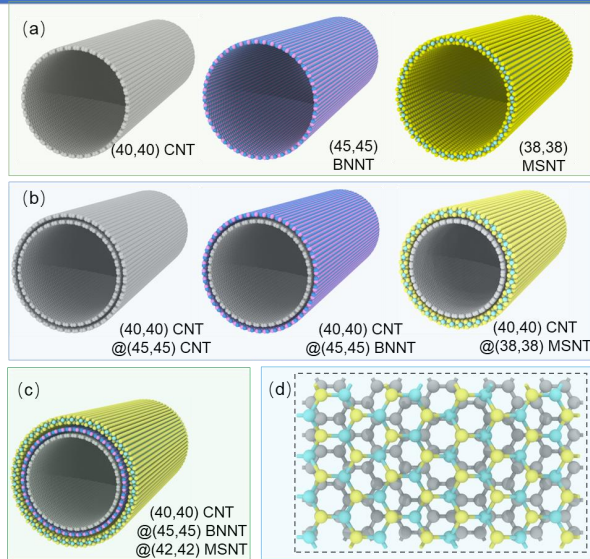 (a)
(40,40) CNT
(45,45)
BNNT
(38,38)
MSNT
(b)
(40,40) CNT
@(45,45) CNT
(40,40) CNT
@(45,45) BNNT
(40,40) CNT
@(38,38) MSNT
(c)
(40,40) CNT
@(45,45) BNNT
@(42,42) MSNT
(d)